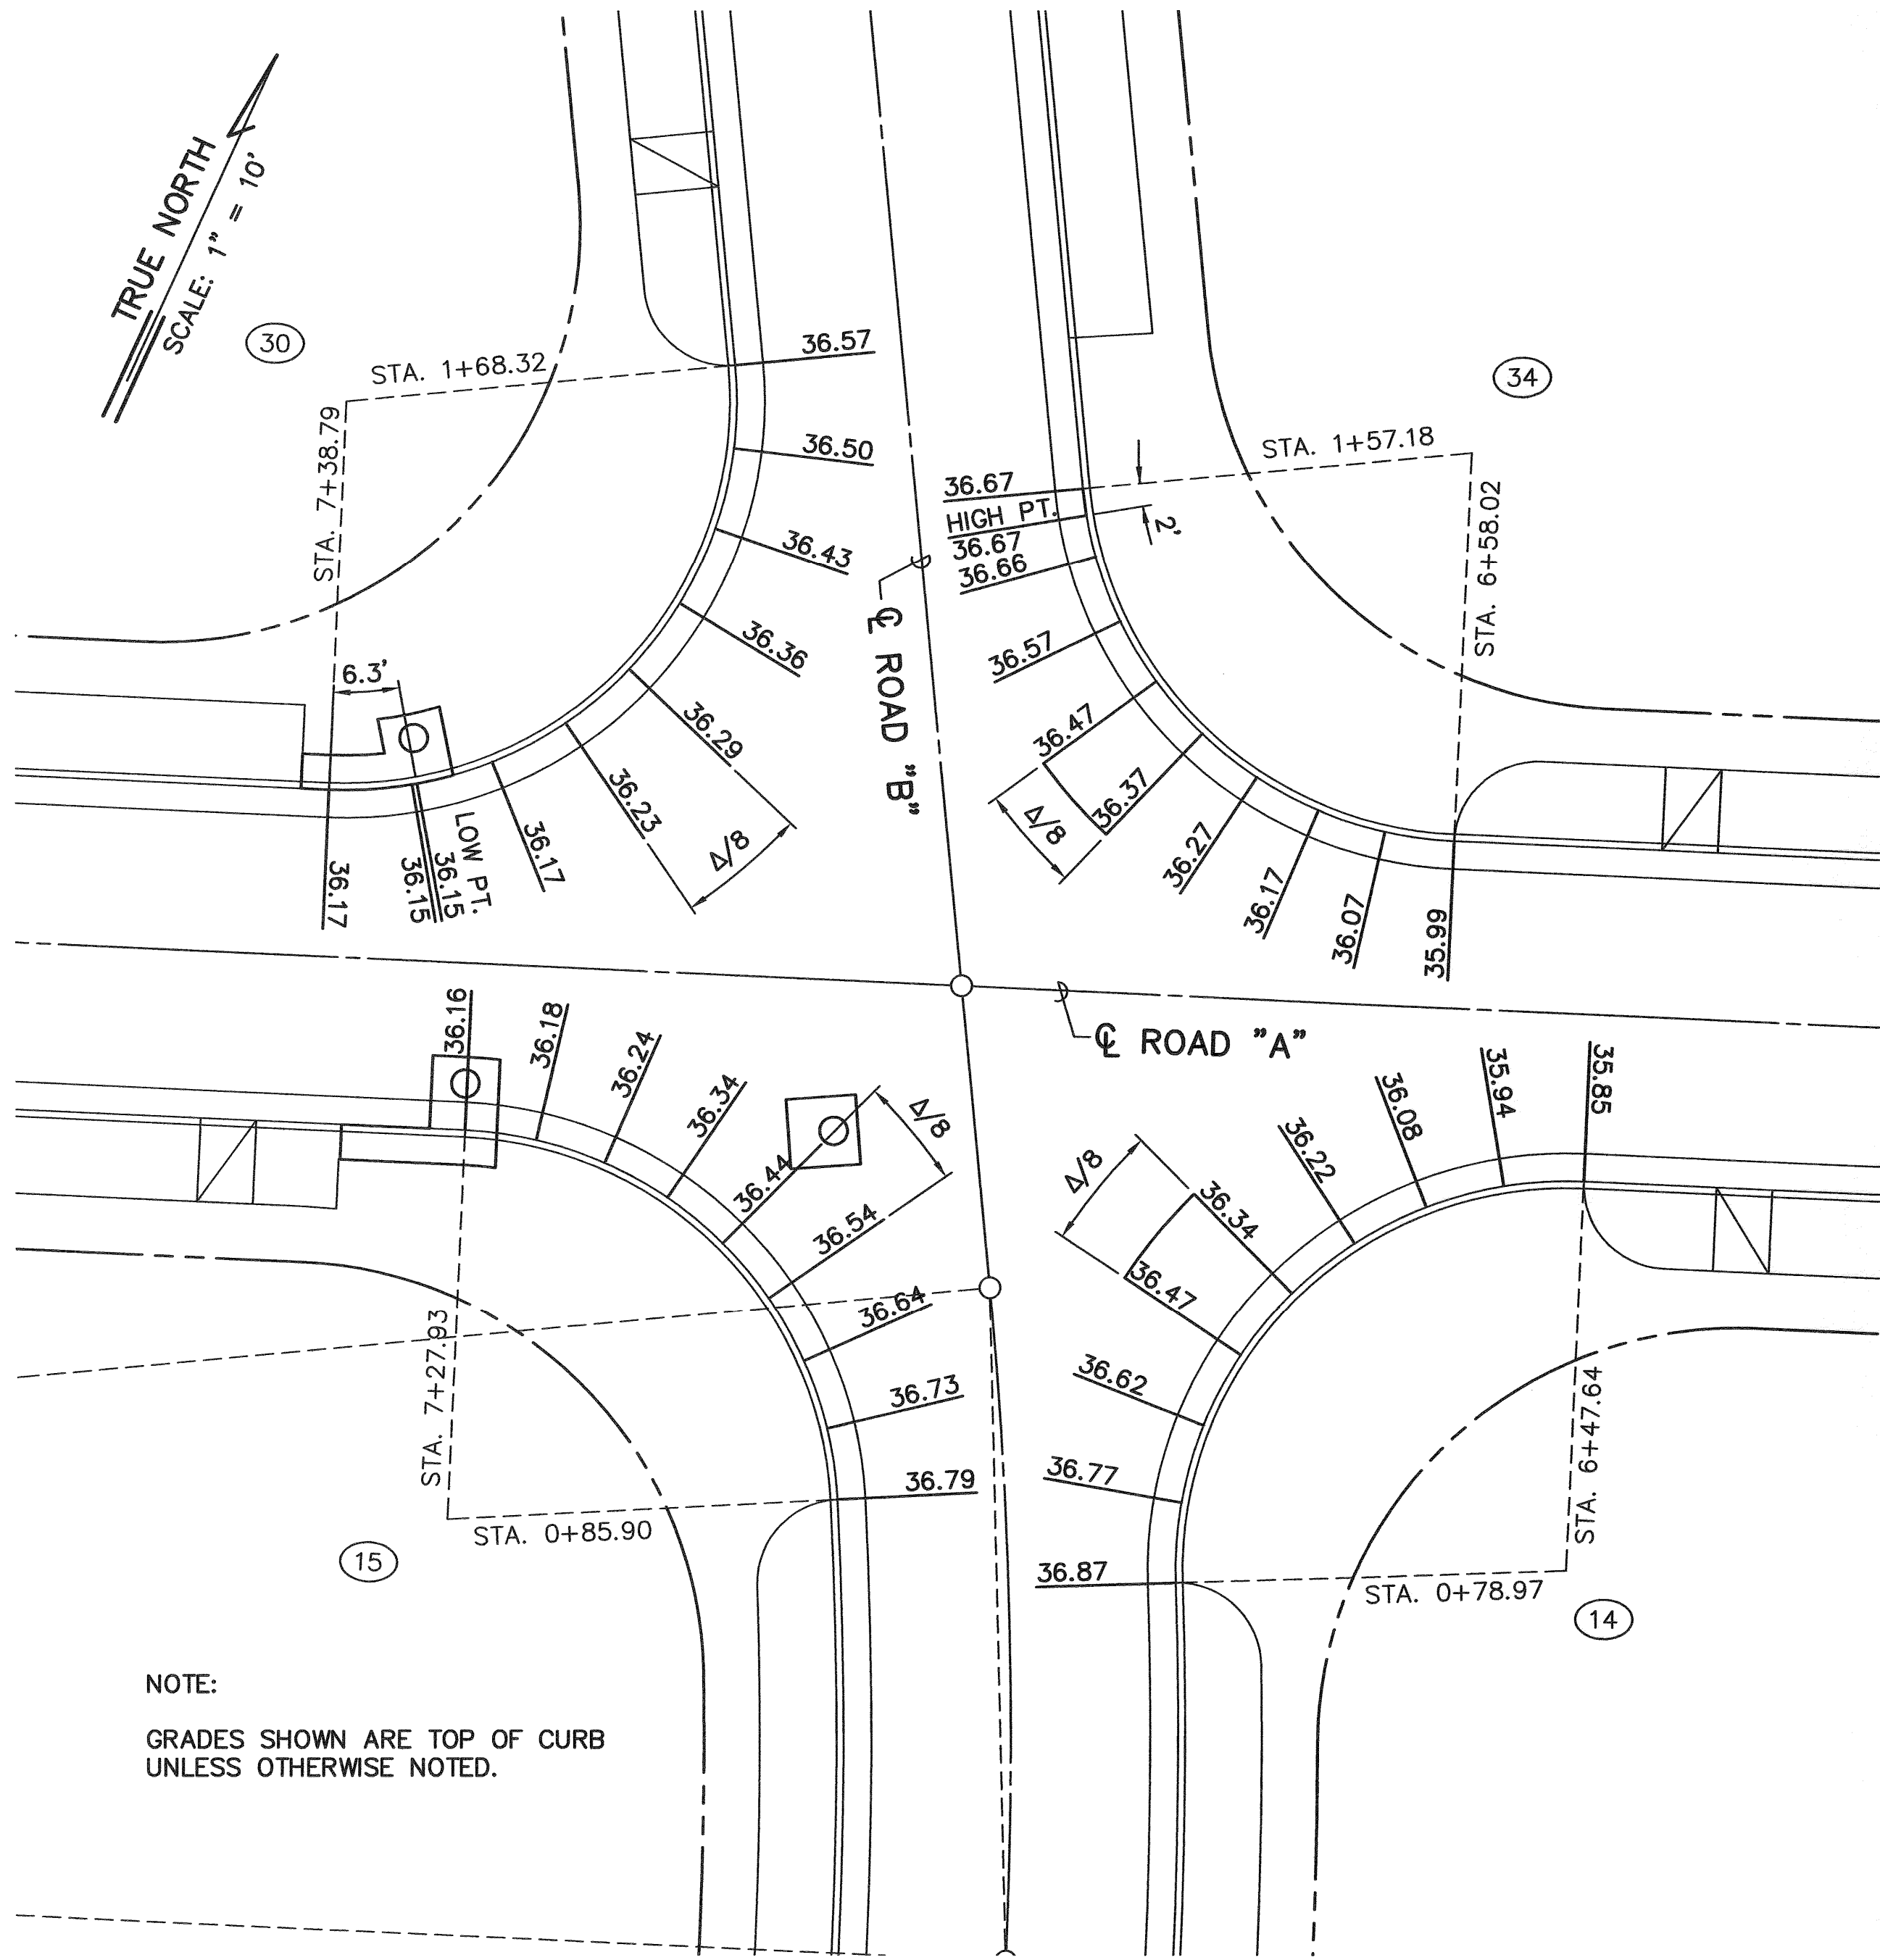 TRUE NORTH
SCALE: 1" = 10'
30
STA. 1+68.32
STA. 7+38.79
36.57
36.50
36.43
36.36
36.29
36.23
Δ/8
36.17
LOW PT.
36.15
36.15
36.17
6.3'
34
STA. 1+57.18
STA. 6+58.02
36.67
HIGH PT.
36.67
2'
36.66
36.57
36.47
36.37
Δ/8
36.27
36.17
36.07
35.99
℄ ROAD "B"
℄ ROAD "A"
36.16
36.18
36.24
36.34
36.44
Δ/8
36.54
36.64
36.73
36.79
STA. 7+27.93
STA. 0+85.90
15
35.85
35.94
36.08
36.22
36.34
Δ/8
36.47
36.62
36.77
36.87
STA. 6+47.64
STA. 0+78.97
14
NOTE:
GRADES SHOWN ARE TOP OF CURB
UNLESS OTHERWISE NOTED.